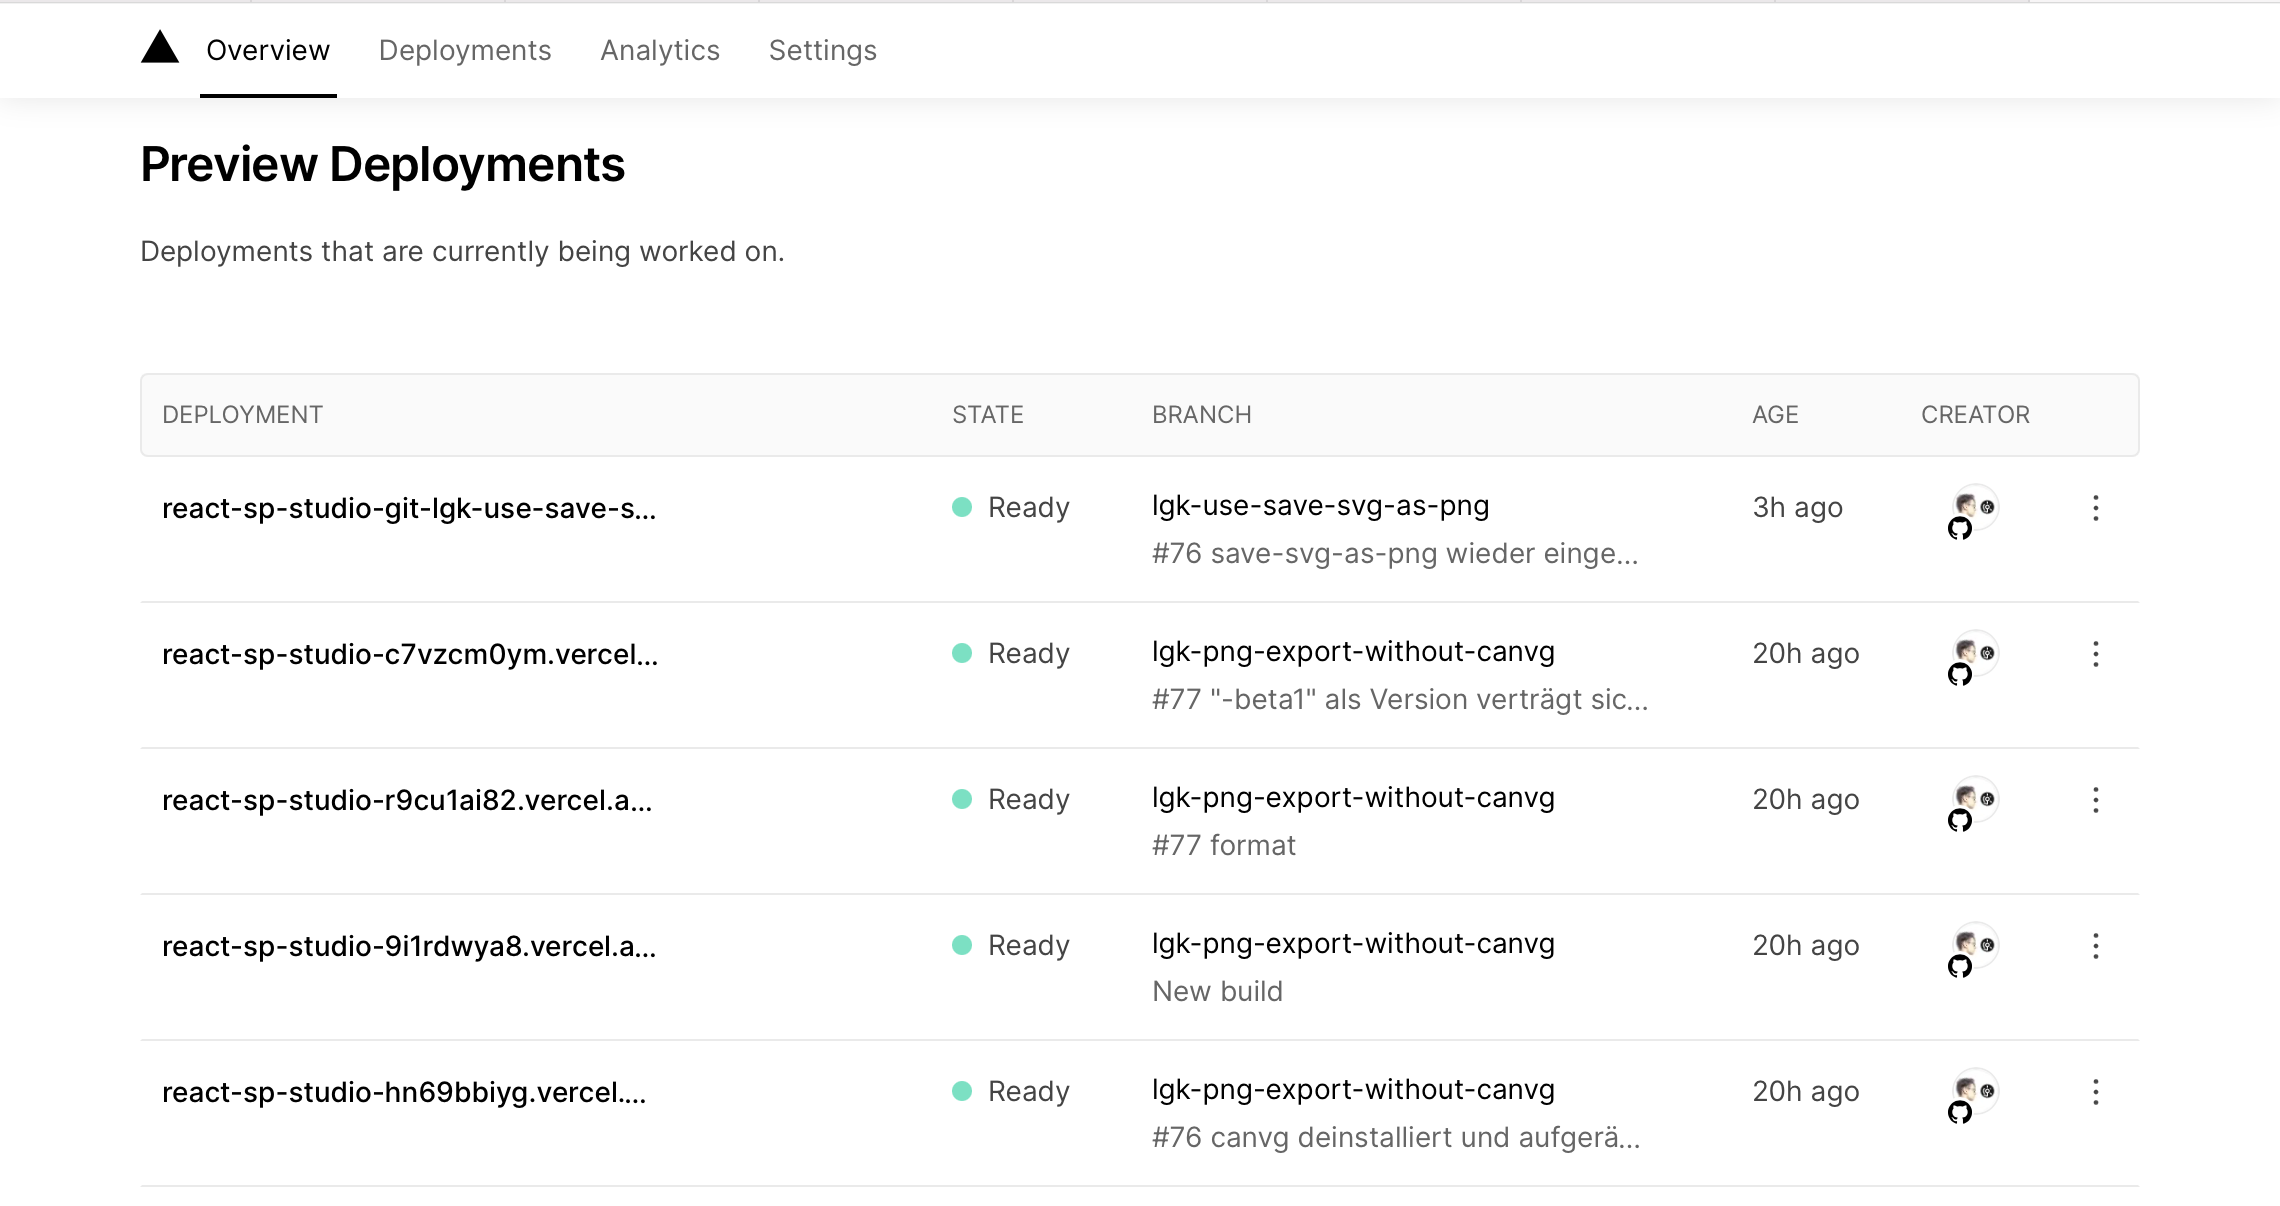 Overview Deployments Analytics Settings
Preview Deployments
Deployments that are currently being worked on.
DEPLOYMENT STATE BRANCH AGE CREATOR
react-sp-studio-git-lgk-use-save-s... Ready lgk-use-save-svg-as-png 3h ago
#76 save-svg-as-png wieder einge...
react-sp-studio-c7vzcm0ym.vercel... Ready lgk-png-export-without-canvg 20h ago
#77 "-beta1" als Version verträgt sic...
react-sp-studio-r9cu1ai82.vercel.a... Ready lgk-png-export-without-canvg 20h ago
#77 format
react-sp-studio-9i1rdwya8.vercel.a... Ready lgk-png-export-without-canvg 20h ago
New build
react-sp-studio-hn69bbiyg.vercel.... Ready lgk-png-export-without-canvg 20h ago
#76 canvg deinstalliert und aufgerä...